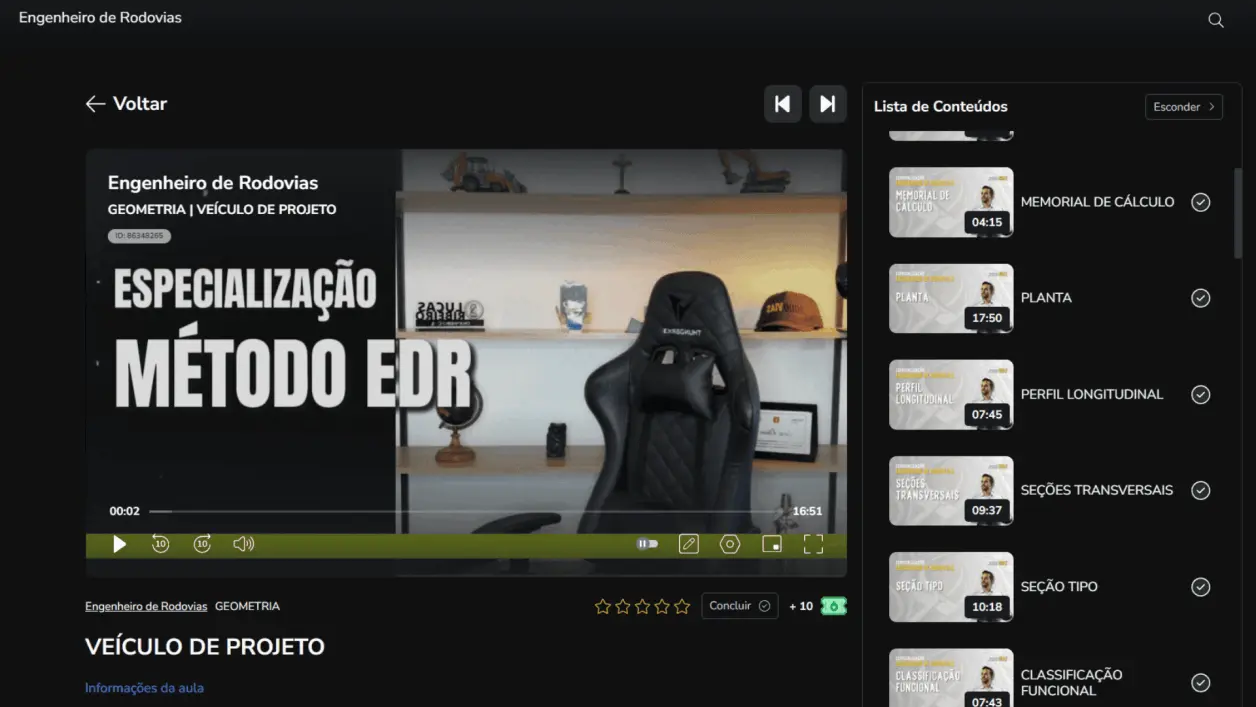 Engenheiro de Rodovias
Voltar
Lista de Conteúdos
Esconder
Engenheiro de Rodovias
GEOMETRIA | VEÍCULO DE PROJETO
ID: 86348265
ESPECIALIZAÇÃO
MÉTODO EDR
00:02
16:51
10
10
Engenheiro de Rodovias GEOMETRIA
Concluir
+ 10
VEÍCULO DE PROJETO
Informações da aula
MEMORIAL DE
CÁLCULO
04:15
MEMORIAL DE CÁLCULO
PLANTA
17:50
PLANTA
PERFIL
LONGITUDINAL
07:45
PERFIL LONGITUDINAL
SEÇÕES
TRANSVERSAIS
09:37
SEÇÕES TRANSVERSAIS
SEÇÃO TIPO
10:18
SEÇÃO TIPO
CLASSIFICAÇÃO
FUNCIONAL
07:43
CLASSIFICAÇÃO
FUNCIONAL